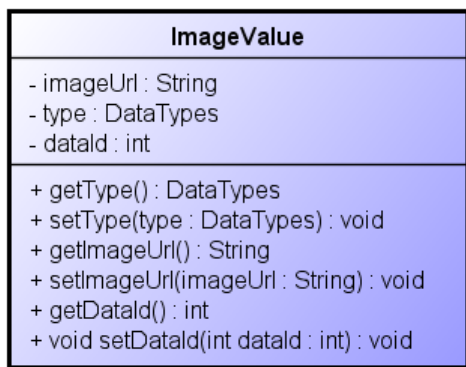 ImageValue
- imageUrl : String
- type : DataTypes
- dataId : int
+ getType() : DataTypes
+ setType(type : DataTypes) : void
+ getImageUrl() : String
+ setImageUrl(imageUrl : String) : void
+ getDataId() : int
+ void setDataId(int dataId : int) : void